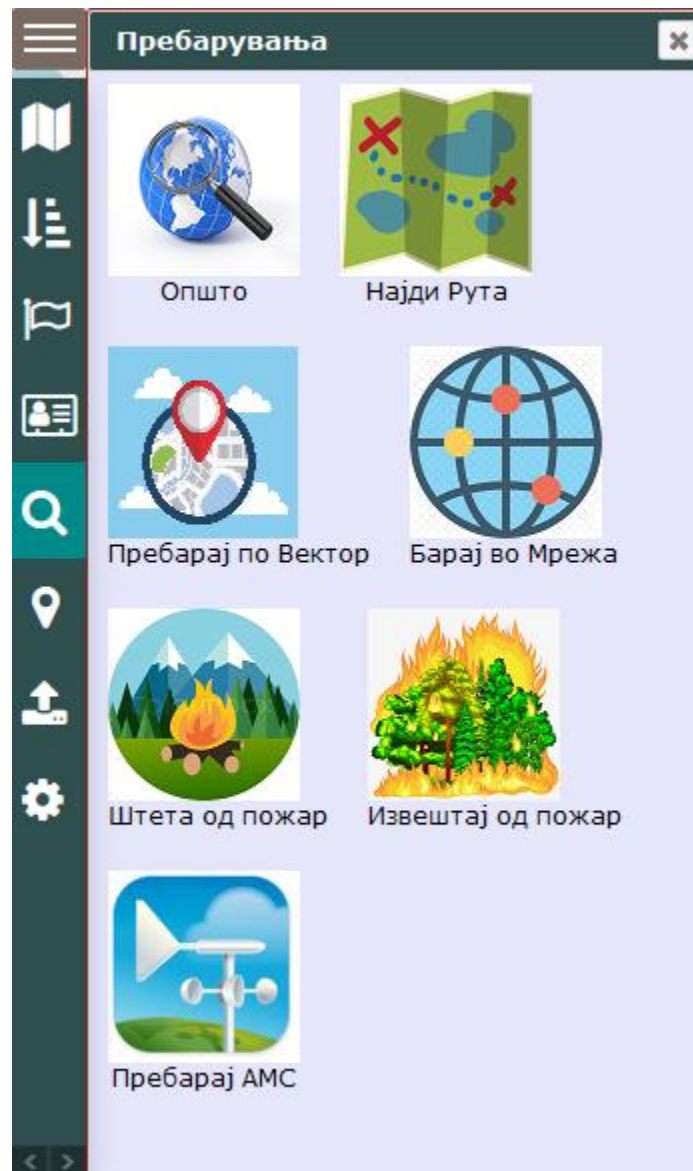 Пребарувања
Општо
Најди Рута
Пребарај по Вектор
Барај во Мрежа
Штета од пожар
Извештај од пожар
Пребарај АМС